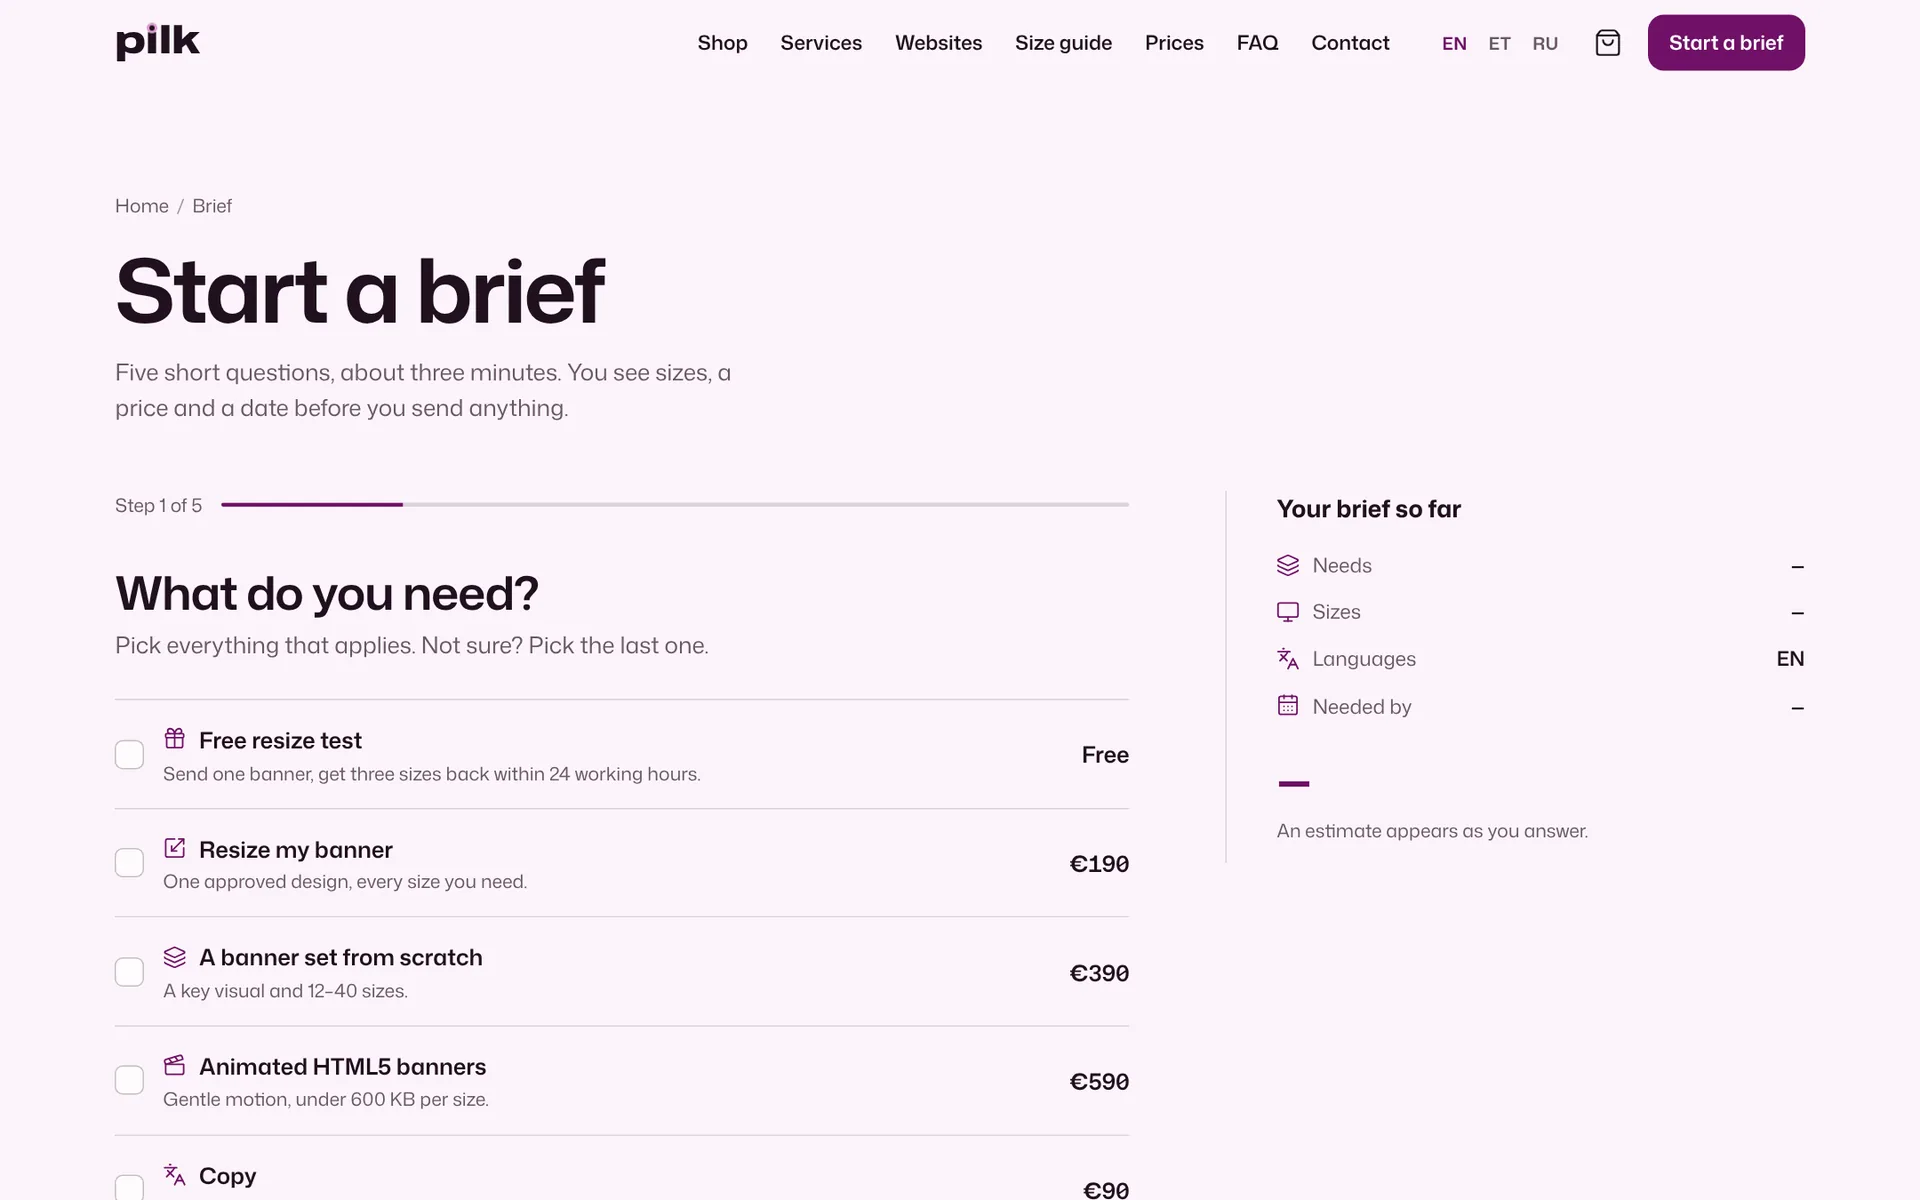 pilk
Shop Services Websites Size guide Prices FAQ Contact EN ET RU Start a brief
Home / Brief
Start a brief
Five short questions, about three minutes. You see sizes, a
price and a date before you send anything.
Step 1 of 5
What do you need?
Pick everything that applies. Not sure? Pick the last one.
Free resize test
Send one banner, get three sizes back within 24 working hours.
Free
Resize my banner
One approved design, every size you need.
€190
A banner set from scratch
A key visual and 12–40 sizes.
€390
Animated HTML5 banners
Gentle motion, under 600 KB per size.
€590
Copy
€90
Your brief so far
Needs –
Sizes –
Languages EN
Needed by –
–
An estimate appears as you answer.